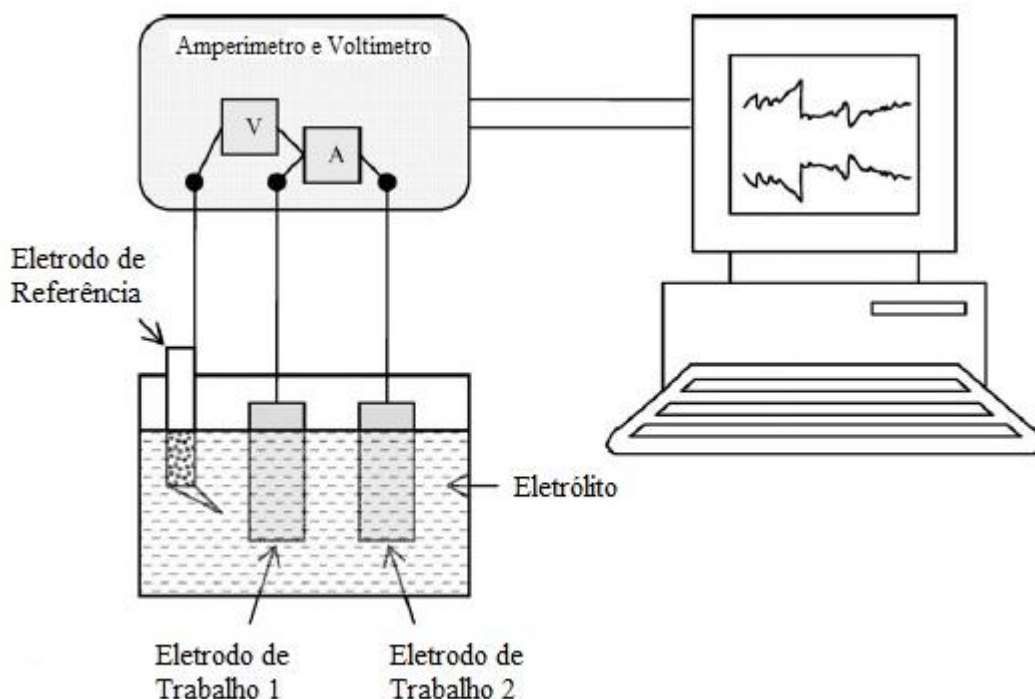 Amperimetro e Voltimetro
V
A
Eletrodo de
Referência
Eletrólito
Eletrodo de
Trabalho 1
Eletrodo de
Trabalho 2